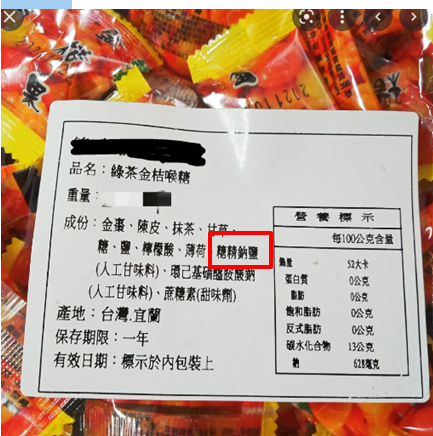 品名：綠茶金桔喉糖
重量：
成份：金棗、陳皮、抹茶、甘草、
糖、鹽、檸檬酸、薄荷、糖精鈉鹽
(人工甘味料)、環己基磺醯胺酸鈉
(人工甘味料)、蔗糖素(甜味劑)
產地：台灣.宜蘭
保存期限：一年
有效日期：標示於內包裝上
營養標示
每100公克含量
熱量 52大卡
蛋白質 0公克
脂肪 0公克
飽和脂肪 0公克
反式脂肪 0公克
碳水化合物 13公克
鈉 628毫克